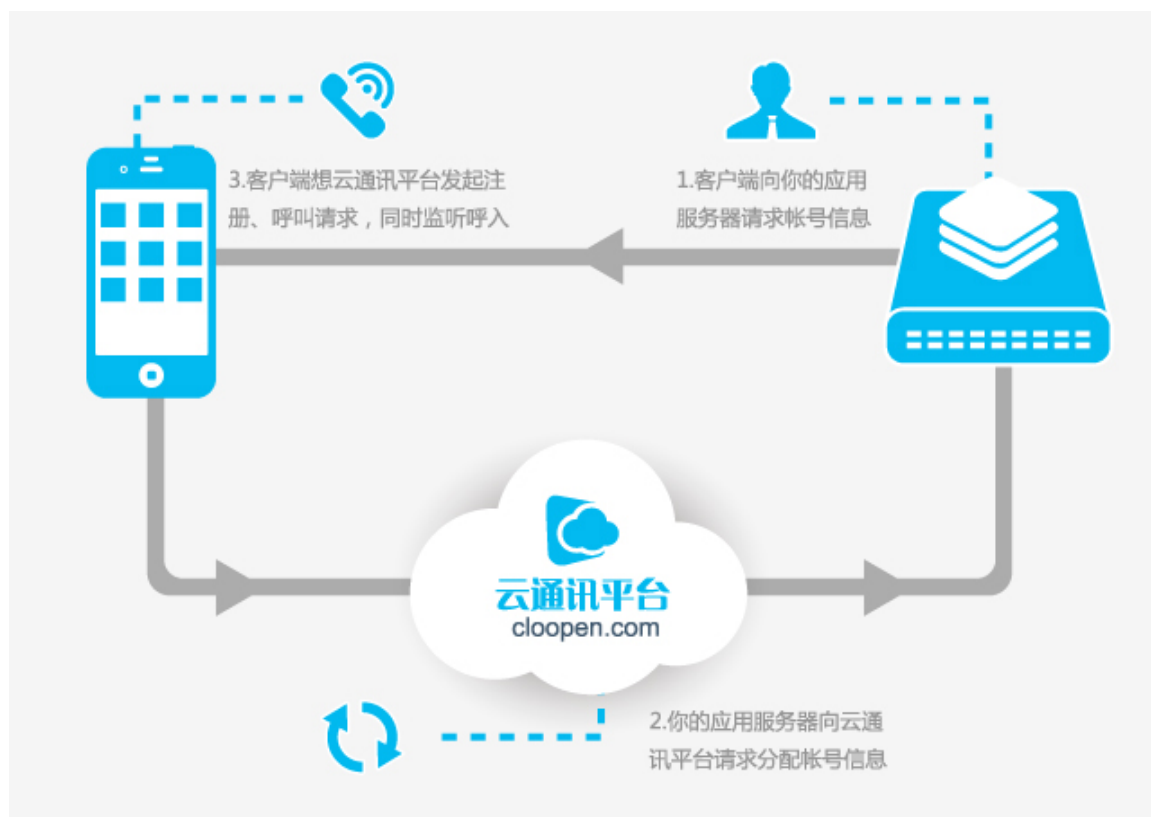 3.客户端想云通讯平台发起注
册、呼叫请求，同时监听呼入
1.客户端向你的应用
服务器请求帐号信息
云通讯平台
cloopen.com
2.你的应用服务器向云通
讯平台请求分配帐号信息